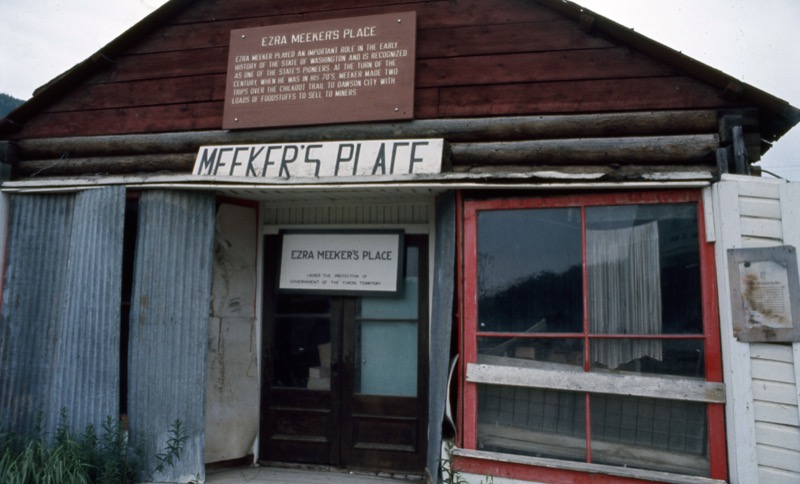 EZRA MEEKER'S PLACE
EZRA MEEKER PLAYED AN IMPORTANT ROLE IN THE EARLY
HISTORY OF THE STATE OF WASHINGTON AND IS RECOGNIZED
AS ONE OF THE STATE'S PIONEERS. AT THE TURN OF THE
CENTURY, WHEN HE WAS IN HIS 70'S, MEEKER MADE TWO
TRIPS OVER THE CHILKOOT TRAIL TO DAWSON CITY WITH
LOADS OF FOODSTUFFS TO SELL TO MINERS
MEEKER'S PLACE
EZRA MEEKER'S PLACE
UNDER THE PROTECTION OF
GOVERNMENT OF THE YUKON TERRITORY